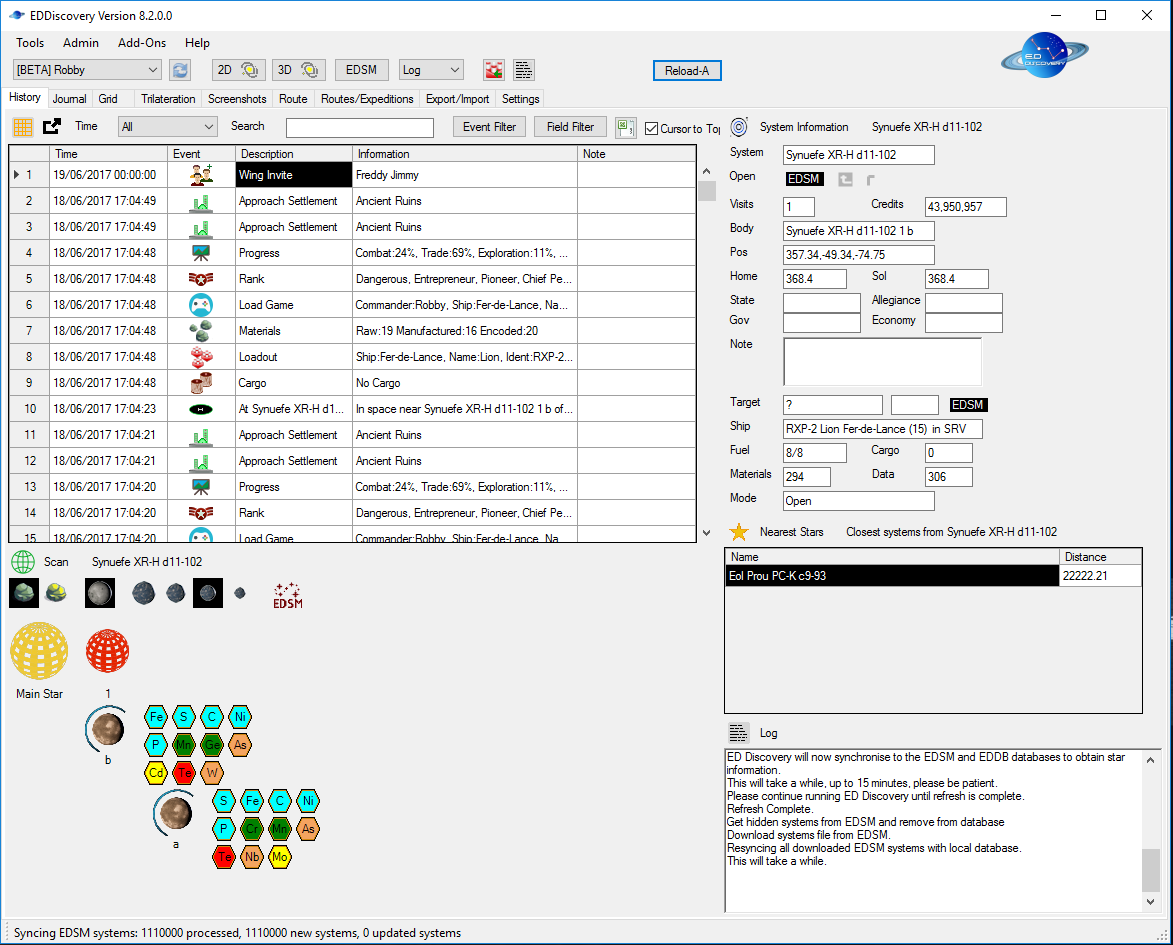 EDDiscovery Version 8.2.0.0
Tools Admin Add-Ons Help
[BETA] Robby 2D 3D EDSM Log Reload-A
ED DISCOVERY
History Journal Grid Trilateration Screenshots Route Routes/Expeditions Export/Import Settings
Time All Search Event Filter Field Filter Cursor to Top
Time Event Description Information Note
1 19/06/2017 00:00:00 Wing Invite Freddy Jimmy
2 18/06/2017 17:04:49 Approach Settlement Ancient Ruins
3 18/06/2017 17:04:49 Approach Settlement Ancient Ruins
4 18/06/2017 17:04:48 Progress Combat:24%, Trade:69%, Exploration:11%, ...
5 18/06/2017 17:04:48 Rank Dangerous, Entrepreneur, Pioneer, Chief Pe...
6 18/06/2017 17:04:48 Load Game Commander:Robby, Ship:Fer-de-Lance, Na...
7 18/06/2017 17:04:48 Materials Raw:19 Manufactured:16 Encoded:20
8 18/06/2017 17:04:48 Loadout Ship:Fer-de-Lance, Name:Lion, Ident:RXP-2...
9 18/06/2017 17:04:48 Cargo No Cargo
10 18/06/2017 17:04:23 At Synuefe XR-H d1... In space near Synuefe XR-H d11-102 1 b of...
11 18/06/2017 17:04:21 Approach Settlement Ancient Ruins
12 18/06/2017 17:04:21 Approach Settlement Ancient Ruins
13 18/06/2017 17:04:20 Progress Combat:24%, Trade:69%, Exploration:11%, ...
14 18/06/2017 17:04:20 Rank Dangerous, Entrepreneur, Pioneer, Chief Pe...
15 18/06/2017 17:04:20 Load Game Commander:Robby, Ship:Fer-de-Lance, Na
System Information Synuefe XR-H d11-102
System Synuefe XR-H d11-102
Open EDSM
Visits 1 Credits 43,950,957
Body Synuefe XR-H d11-102 1 b
Pos 357.34,-49.34,-74.75
Home 368.4 Sol 368.4
State Allegiance
Gov Economy
Note
Target ? EDSM
Ship RXP-2 Lion Fer-de-Lance (15) in SRV
Fuel 8/8 Cargo 0
Materials 294 Data 306
Mode Open
Nearest Stars Closest systems from Synuefe XR-H d11-102
Name Distance
Eol Prou PC-K c9-93 22222.21
Scan Synuefe XR-H d11-102
EDSM
Main Star 1
Fe S C Ni
P Mn Ge As
b
Cd Te W
S Fe C Ni
P Cr Mn As
a
Te Nb Mo
Log
ED Discovery will now synchronise to the EDSM and EDDB databases to obtain star
information.
This will take a while, up to 15 minutes, please be patient.
Please continue running ED Discovery until refresh is complete.
Refresh Complete.
Get hidden systems from EDSM and remove from database
Download systems file from EDSM.
Resyncing all downloaded EDSM systems with local database.
This will take a while.
Syncing EDSM systems: 1110000 processed, 1110000 new systems, 0 updated systems